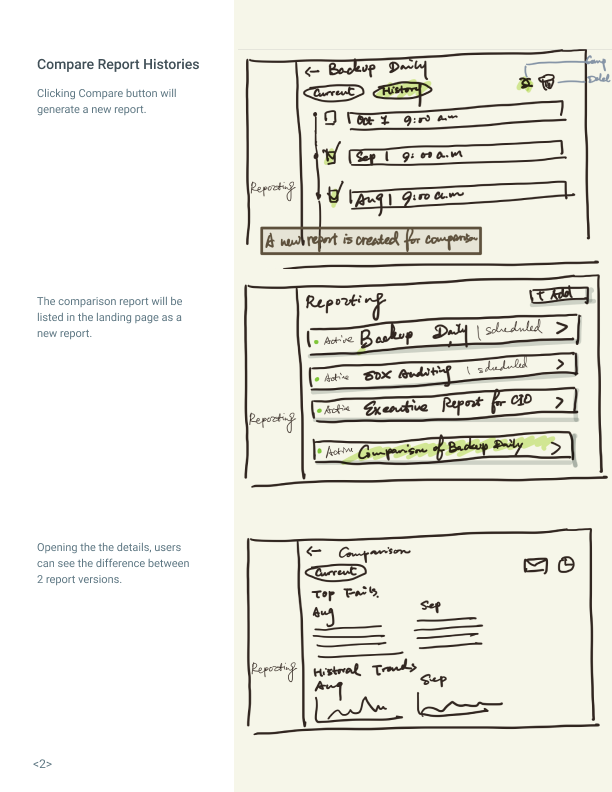 Compare Report Histories
Clicking Compare button will
generate a new report.
← Backup Daily
Current History
Comp
Delet
Oct 1 9:00 a.m
Sep 1 9:00 a.m
Aug 1 9:00 a.m
Reporting
A new report is created for comparison
The comparison report will be
listed in the landing page as a
new report.
Reporting
+ Add
Active Backup Daily | scheduled >
Active SOX Auditing | scheduled >
Active Executive Report for CIO >
Reporting
Active Comparison of Backup Daily >
Opening the the details, users
can see the difference between
2 report versions.
← Comparison
Current
Top Fails
Aug Sep
Reporting
Historal Trends
Aug Sep
<2>